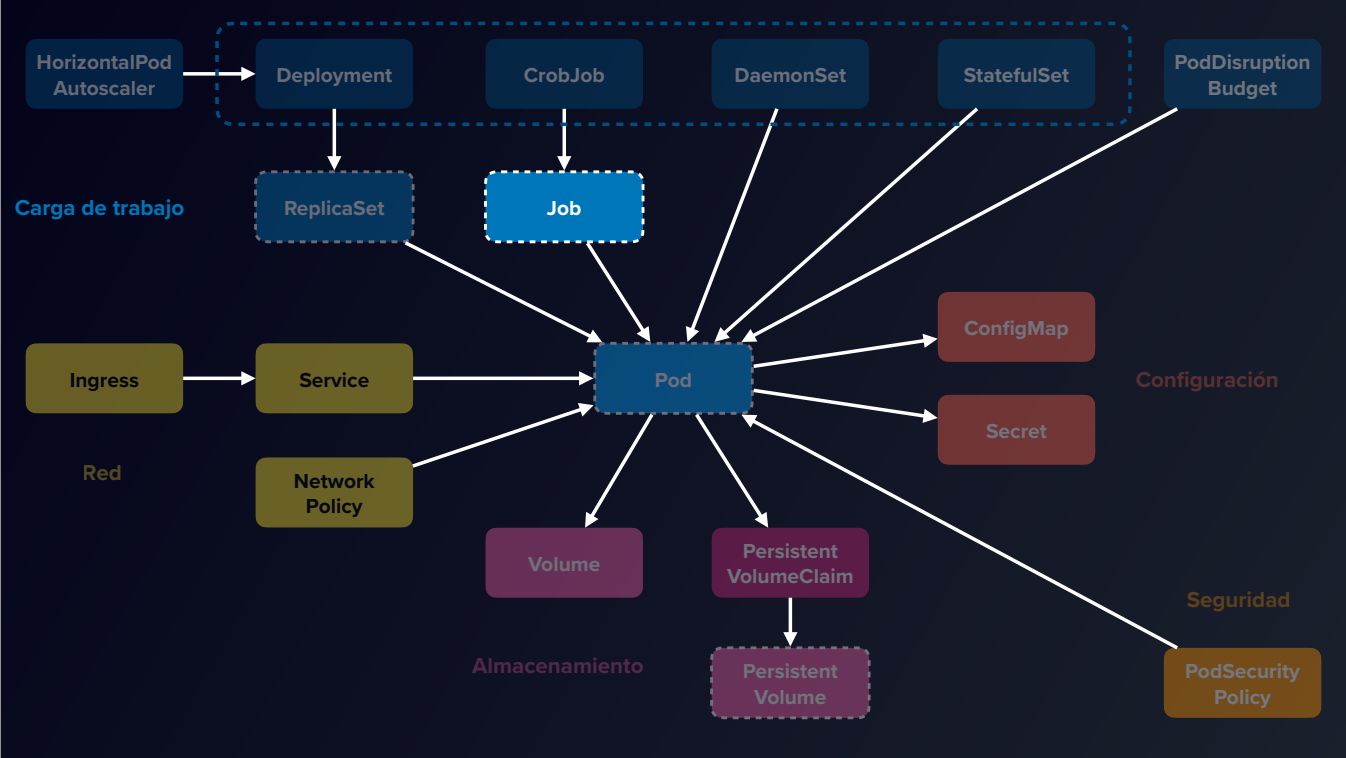 HorizontalPod
Autoscaler
Deployment
CrobJob
DaemonSet
StatefulSet
PodDisruption
Budget
Carga de trabajo
ReplicaSet
Job
ConfigMap
Ingress
Service
Pod
Configuración
Secret
Red
Network
Policy
Volume
Persistent
VolumeClaim
Seguridad
Almacenamiento
Persistent
Volume
PodSecurity
Policy